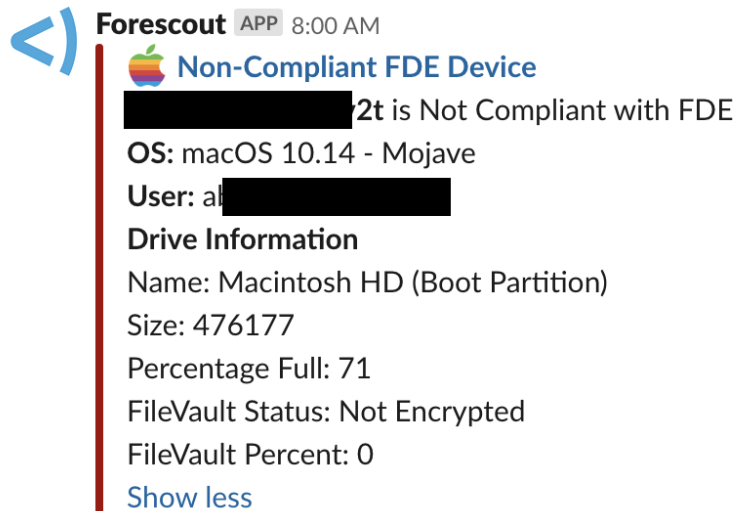 Forescout APP 8:00 AM
Non-Compliant FDE Device
2t is Not Compliant with FDE
OS: macOS 10.14 - Mojave
User: a
Drive Information
Name: Macintosh HD (Boot Partition)
Size: 476177
Percentage Full: 71
FileVault Status: Not Encrypted
FileVault Percent: 0
Show less